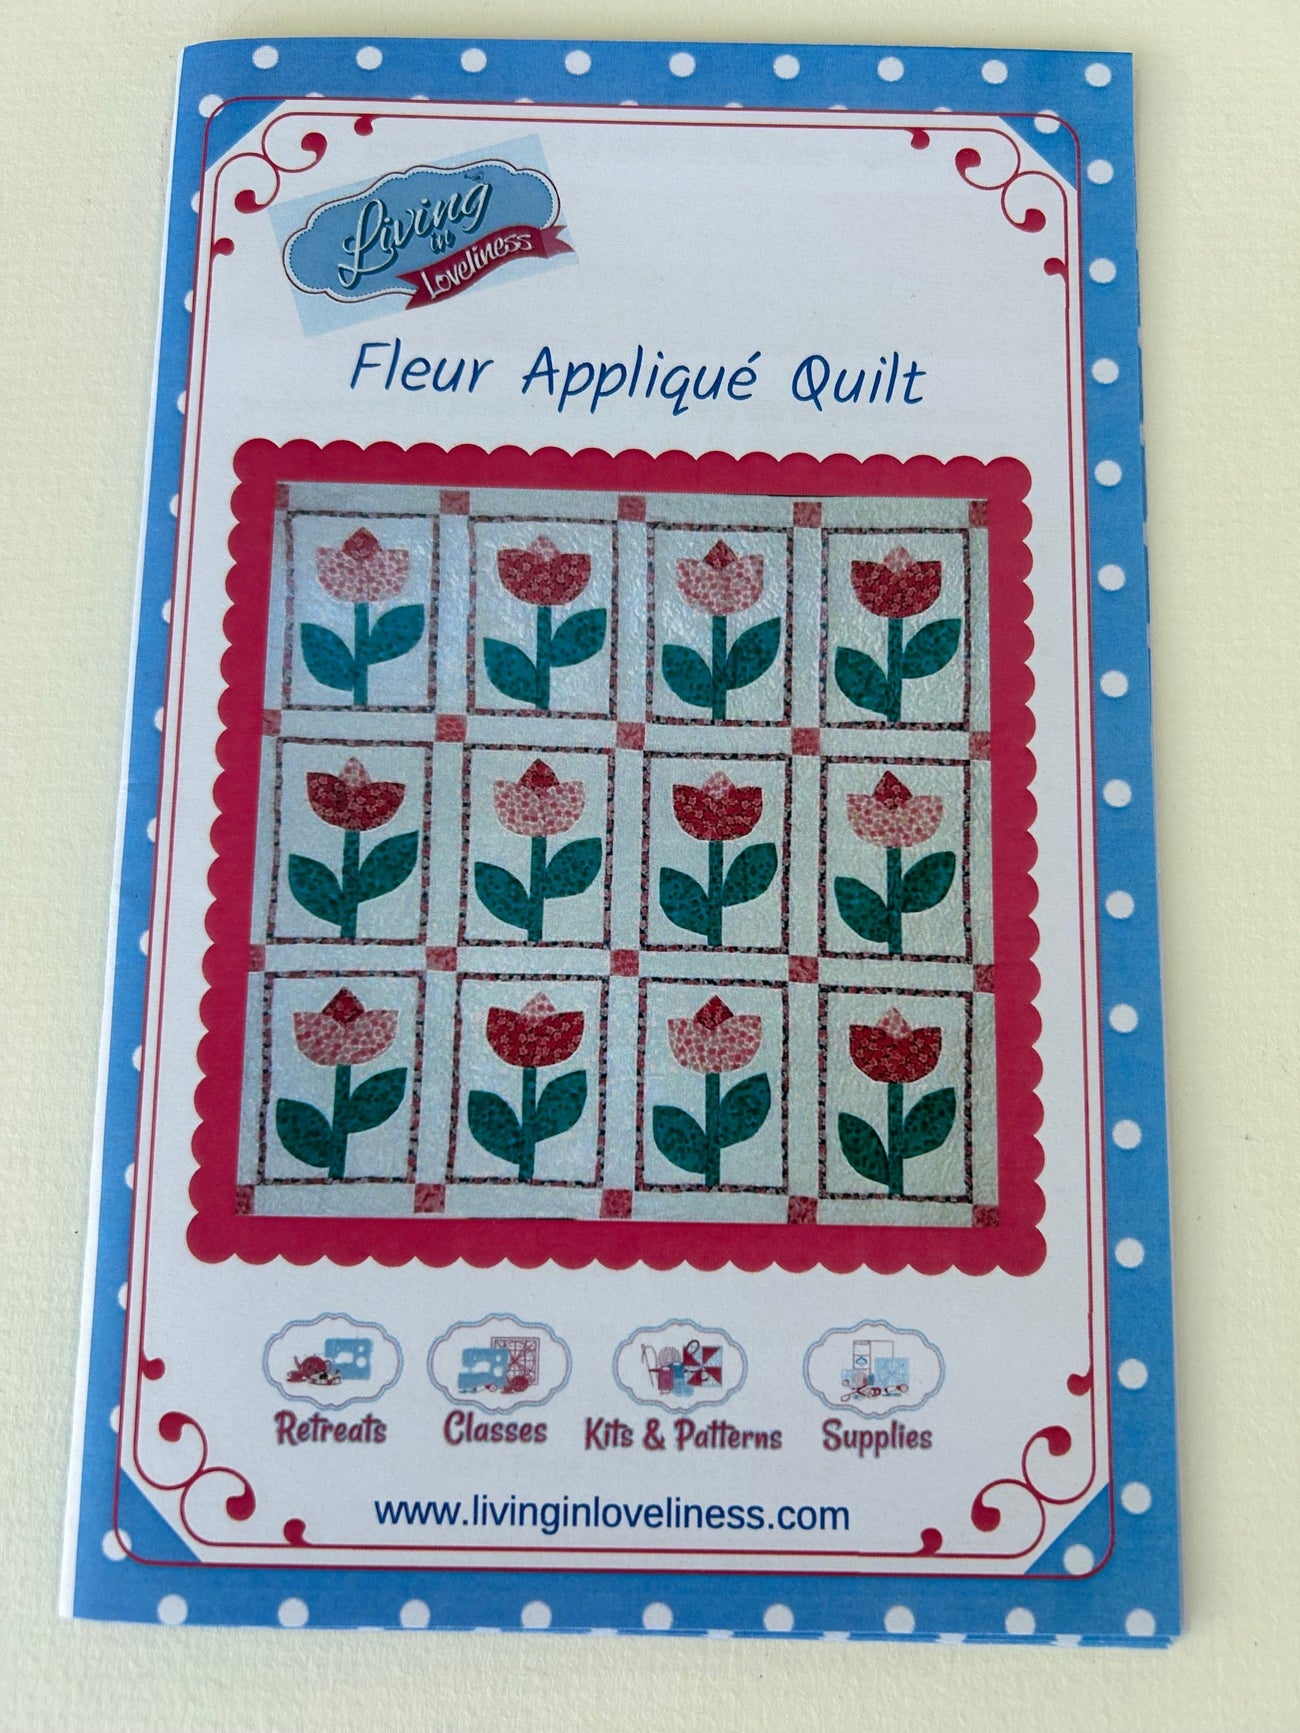 Living
in
Loveliness
Fleur Appliqué Quilt
Retreats Classes Kits & Patterns Supplies
www.livinginloveliness.com